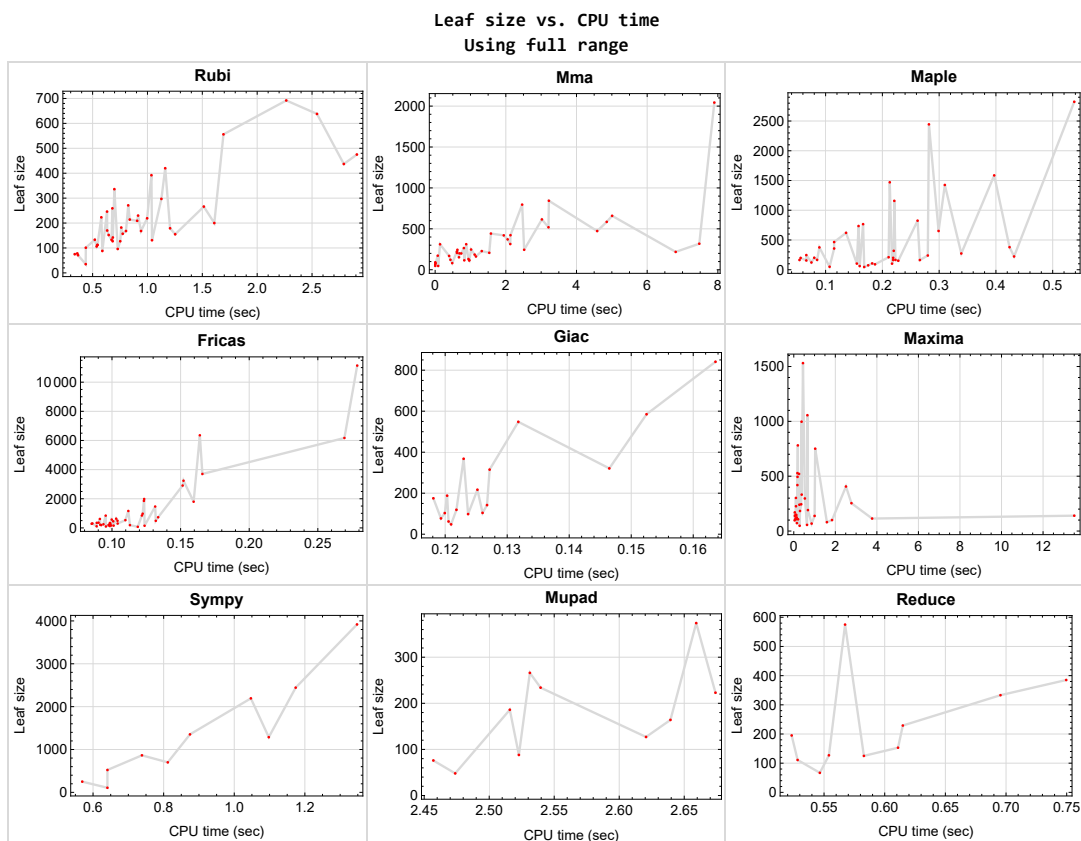 Leaf size vs. CPU time
Using full range
Rubi
Leaf size
700
600
500
400
300
200
100
0
0.5 1.0 1.5 2.0 2.5
CPU time (sec)
Mma
Leaf size
2000
1500
1000
500
0
0 2 4 6 8
CPU time (sec)
Maple
Leaf size
2500
2000
1500
1000
500
0
0.1 0.2 0.3 0.4 0.5
CPU time (sec)
Fricas
Leaf size
10 000
8000
6000
4000
2000
0
0.10 0.15 0.20 0.25
CPU time (sec)
Giac
Leaf size
800
600
400
200
0
0.12 0.13 0.14 0.15 0.16
CPU time (sec)
Maxima
Leaf size
1500
1000
500
0
0 2 4 6 8 10 12
CPU time (sec)
Sympy
Leaf size
4000
3000
2000
1000
0
0.6 0.8 1.0 1.2
CPU time (sec)
Mupad
Leaf size
300
200
100
0
2.45 2.50 2.55 2.60 2.65
CPU time (sec)
Reduce
Leaf size
600
500
400
300
200
100
0
0.55 0.60 0.65 0.70 0.75
CPU time (sec)